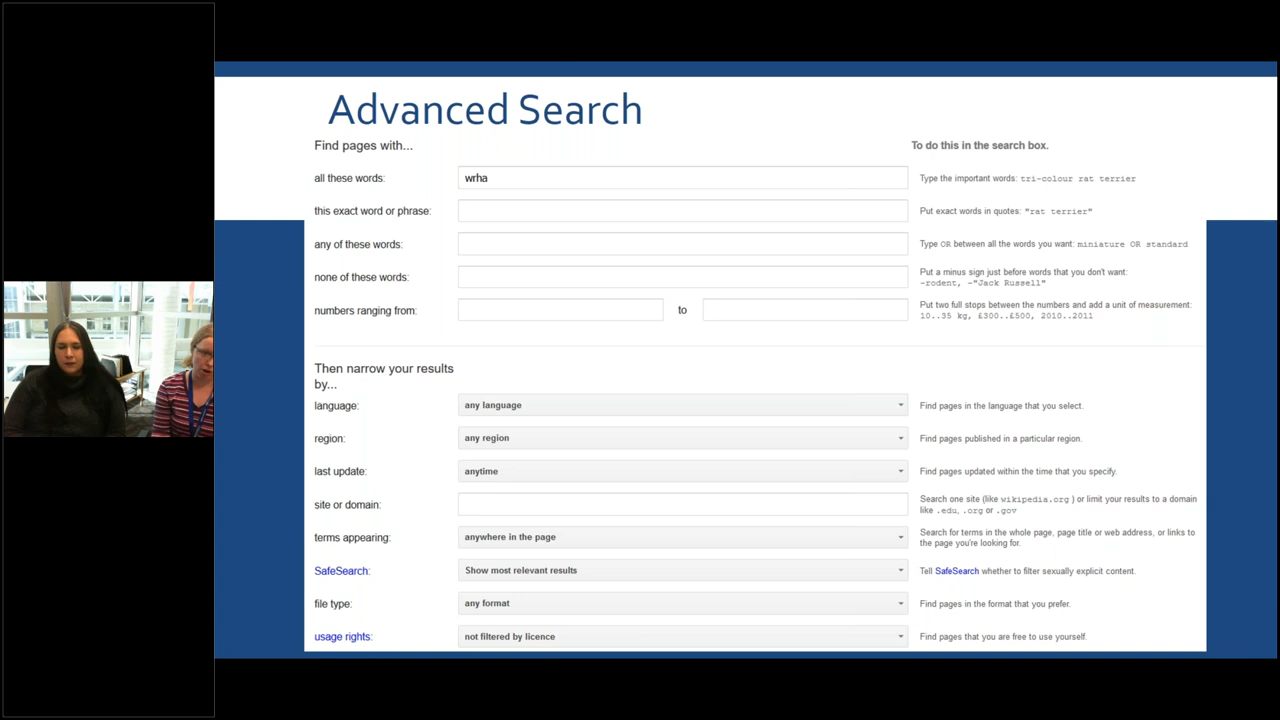 Advanced Search
Find pages with...
To do this in the search box.
all these words:
wrha
Type the important words: tri-colour rat terrier
this exact word or phrase:
Put exact words in quotes: "rat terrier"
any of these words:
Type OR between all the words you want: miniature OR standard
none of these words:
Put a minus sign just before words that you don't want:
-rodent, -"Jack Russell"
numbers ranging from:
to
Put two full stops between the numbers and add a unit of measurement:
10..35 kg, £300..£500, 2010..2011
Then narrow your results
by...
language:
any language
Find pages in the language that you select.
region:
any region
Find pages published in a particular region.
last update:
anytime
Find pages updated within the time that you specify.
site or domain:
Search one site (like wikipedia.org ) or limit your results to a domain
like .edu, .org or .gov
terms appearing:
anywhere in the page
Search for terms in the whole page, page title or web address, or links to
the page you're looking for.
SafeSearch:
Show most relevant results
Tell SafeSearch whether to filter sexually explicit content.
file type:
any format
Find pages in the format that you prefer.
usage rights:
not filtered by licence
Find pages that you are free to use yourself.